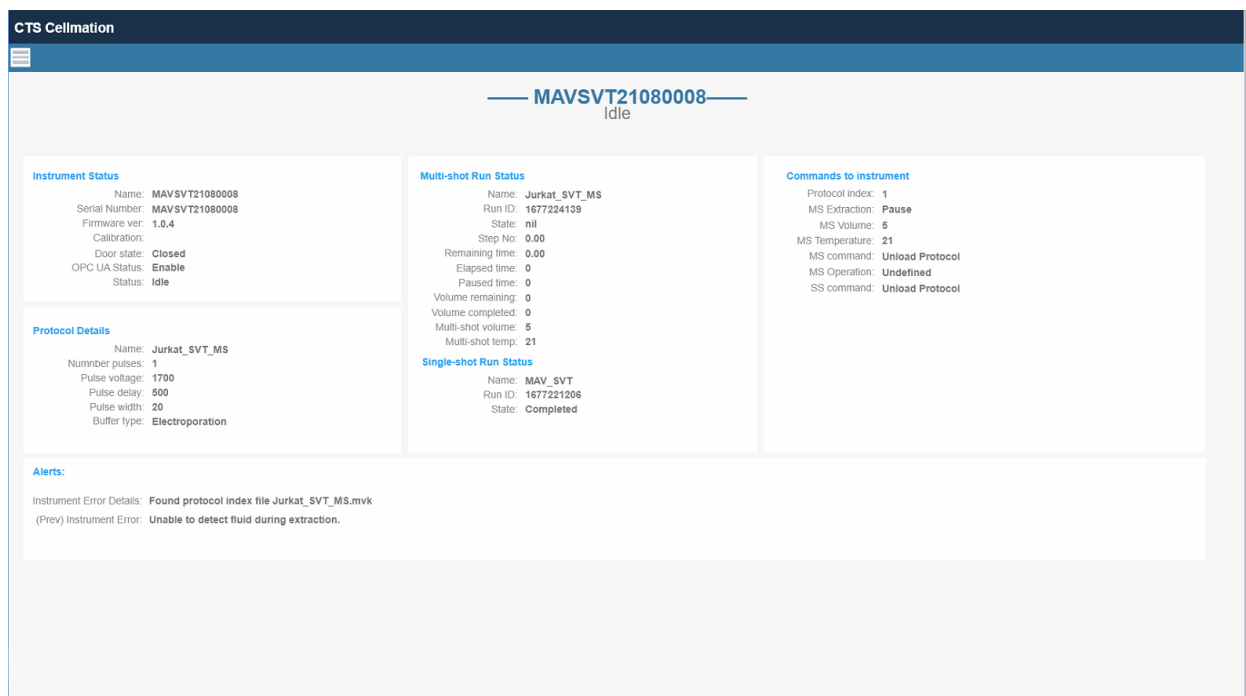 CTS Cellmation
—— MAVSVT21080008——
Idle
Instrument Status
Name: MAVSVT21080008
Serial Number: MAVSVT21080008
Firmware ver: 1.0.4
Calibration:
Door state: Closed
OPC UA Status: Enable
Status: Idle
Protocol Details
Name: Jurkat_SVT_MS
Numnber pulses: 1
Pulse voltage: 1700
Pulse delay: 500
Pulse width: 20
Buffer type: Electroporation
Multi-shot Run Status
Name: Jurkat_SVT_MS
Run ID: 1677224139
State: nil
Step No: 0.00
Remaining time: 0.00
Elapsed time: 0
Paused time: 0
Volume remaining: 0
Volume completed: 0
Multi-shot volume: 5
Multi-shot temp: 21
Single-shot Run Status
Name: MAV_SVT
Run ID: 1677221206
State: Completed
Commands to instrument
Protocol index: 1
MS Extraction: Pause
MS Volume: 5
MS Temperature: 21
MS command: Unload Protocol
MS Operation: Undefined
SS command: Unload Protocol
Alerts:
Instrument Error Details: Found protocol index file Jurkat_SVT_MS.mvk
(Prev) Instrument Error: Unable to detect fluid during extraction.